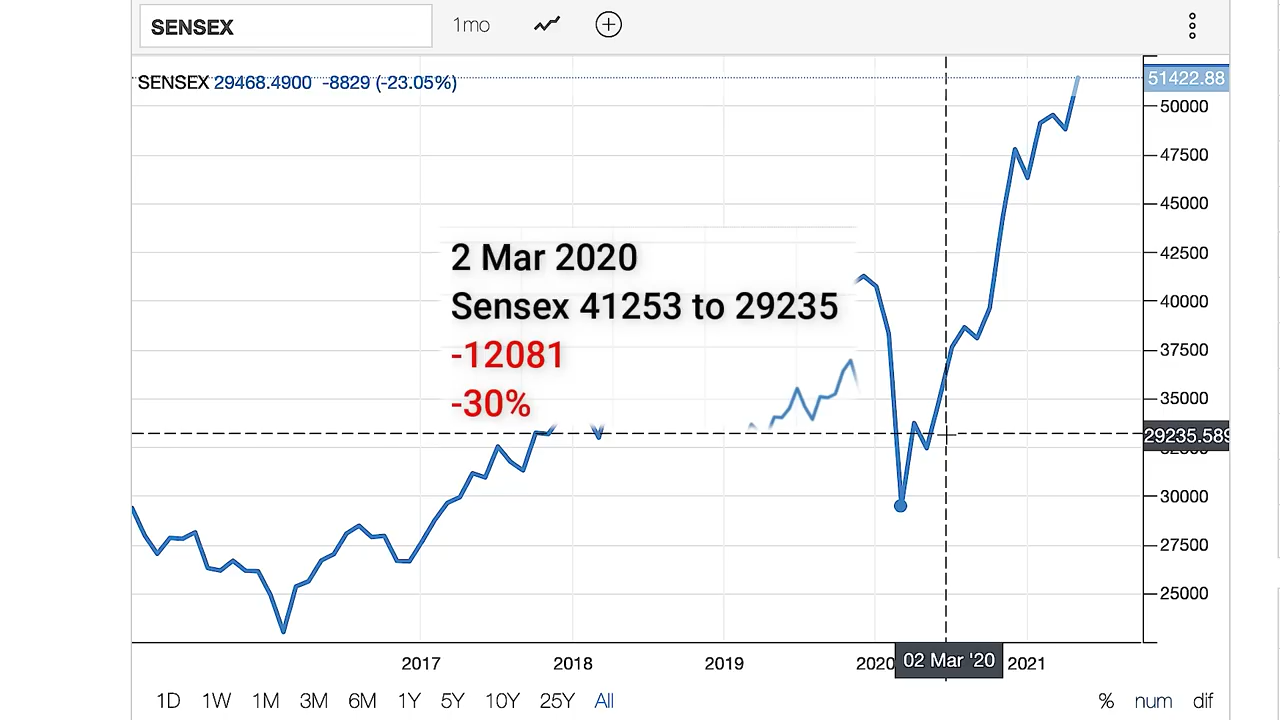 SENSEX
1mo
SENSEX 29468.4900 -8829 (-23.05%)
51422.88
50000
47500
45000
42500
40000
37500
35000
29235.589
30000
27500
25000
2 Mar 2020
Sensex 41253 to 29235
-12081
-30%
2017 2018 2019 2020 02 Mar '20 2021
1D 1W 1M 3M 6M 1Y 5Y 10Y 25Y All % num dif